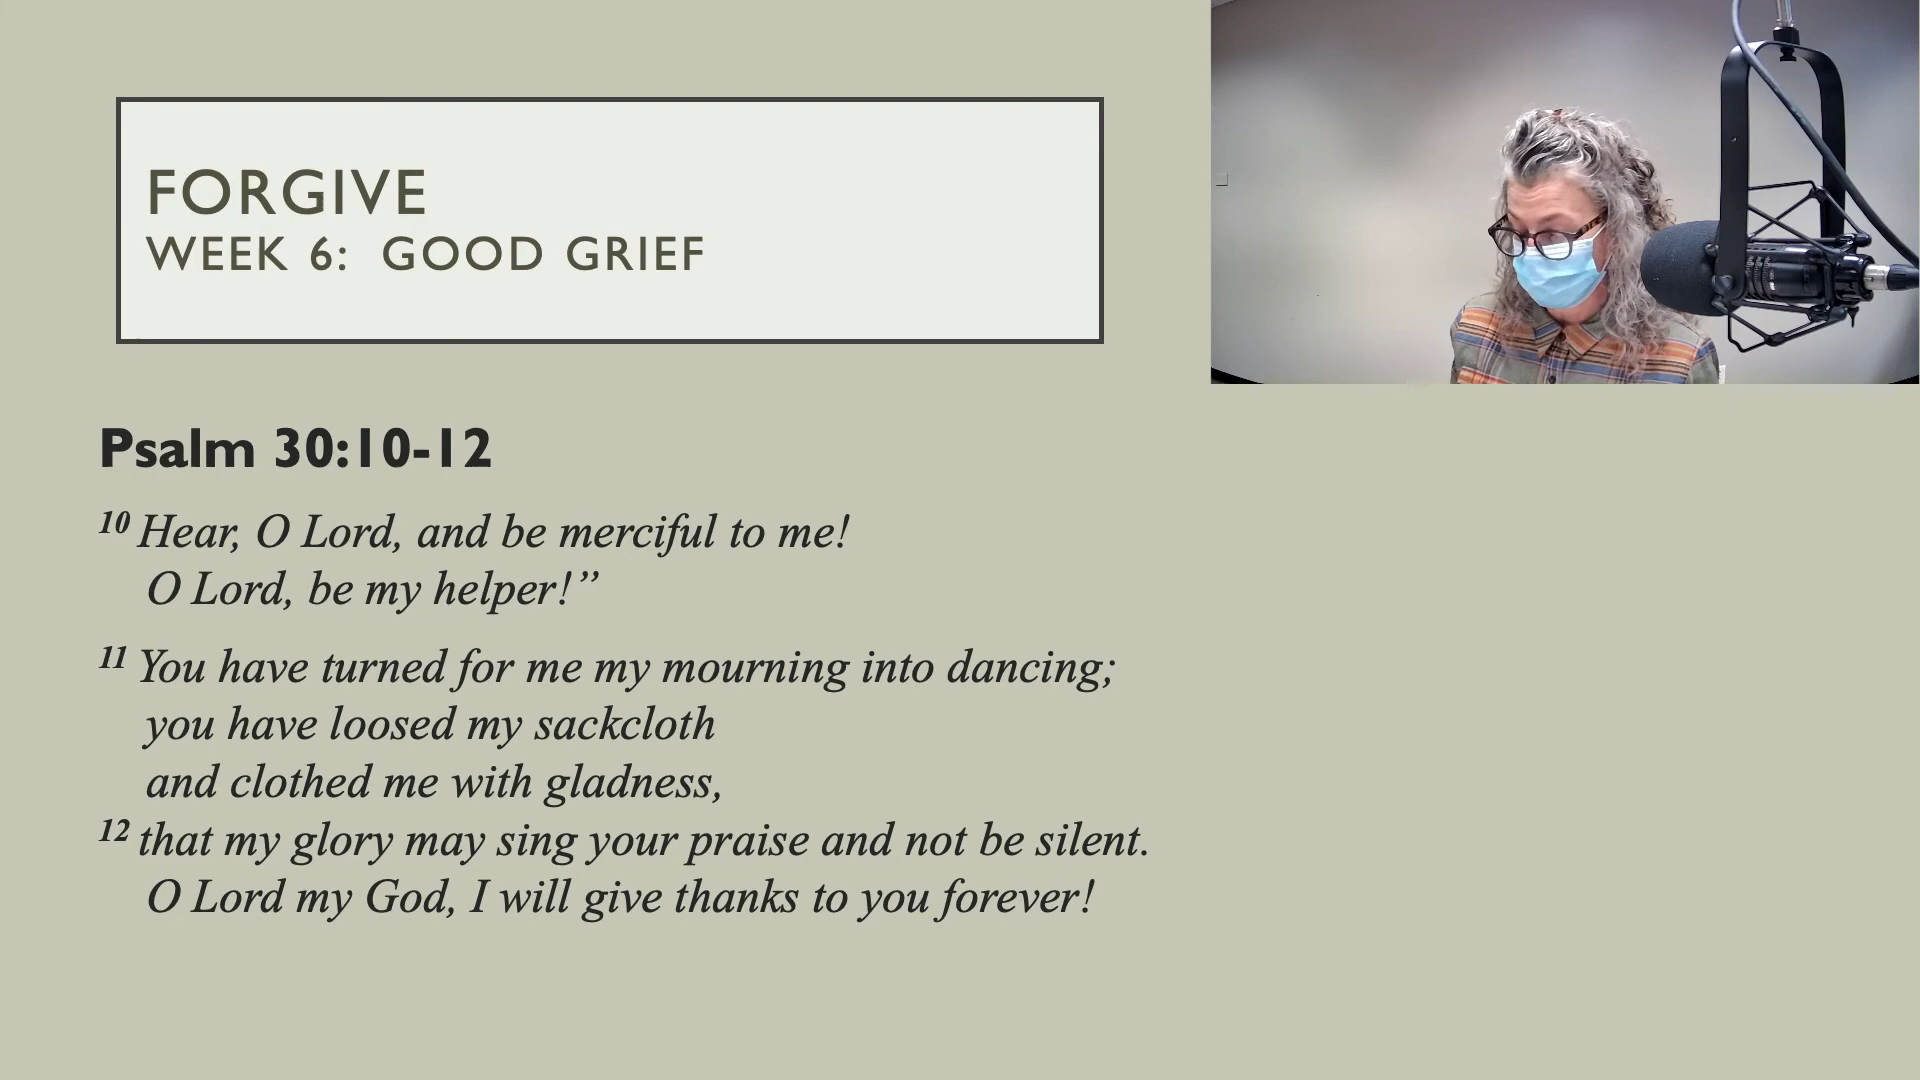 FORGIVE
WEEK 6: GOOD GRIEF
Psalm 30:10-12
10 Hear, O Lord, and be merciful to me!
O Lord, be my helper!”
11 You have turned for me my mourning into dancing;
you have loosed my sackcloth
and clothed me with gladness,
12 that my glory may sing your praise and not be silent.
O Lord my God, I will give thanks to you forever!